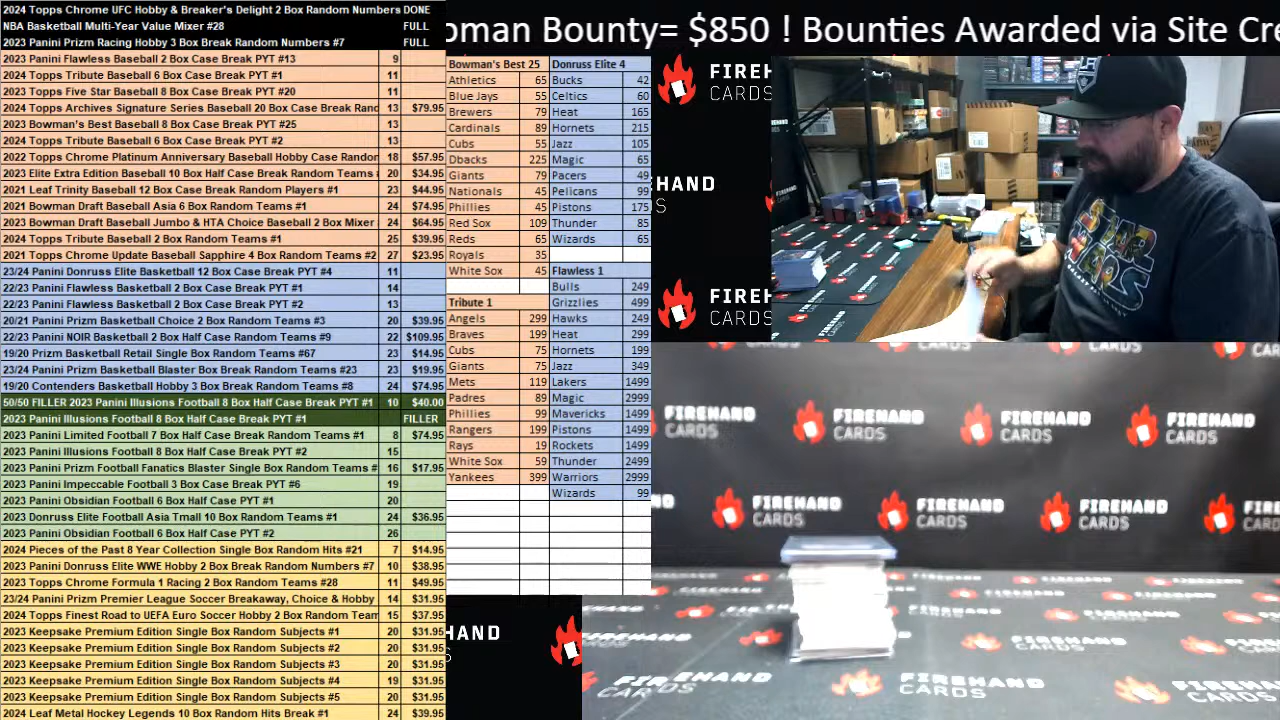 2024 Topps Chrome UFC Hobby & Breaker's Delight 2 Box Random Numbers DONE
NBA Basketball Multi-Year Value Mixer #28 FULL
2023 Panini Prizm Racing Hobby 3 Box Break Random Numbers #7 FULL
2023 Panini Flawless Baseball 2 Box Case Break PYT #13 9
2024 Topps Tribute Baseball 6 Box Case Break PYT #1 11
2023 Topps Five Star Baseball 8 Box Case Break PYT #20 11
2024 Topps Archives Signature Series Baseball 20 Box Case Break Ranc 13 $79.95
2023 Bowman's Best Baseball 8 Box Case Break PYT #25 13
2024 Topps Tribute Baseball 6 Box Case Break PYT #2 13
2022 Topps Chrome Platinum Anniversary Baseball Hobby Case Randor 18 $57.95
2023 Elite Extra Edition Baseball 10 Box Half Case Break Random Teams 20 $34.95
2021 Leaf Trinity Baseball 12 Box Case Break Random Players #1 23 $44.95
2021 Bowman Draft Baseball Asia 6 Box Random Teams #1 24 $74.95
2023 Bowman Draft Baseball Jumbo & HTA Choice Baseball 2 Box Mixer 24 $64.95
2024 Topps Tribute Baseball 2 Box Random Teams #1 25 $39.95
2021 Topps Chrome Update Baseball Sapphire 4 Box Random Teams #2 27 $23.95
23/24 Panini Donruss Elite Basketball 12 Box Case Break PYT #4 11
22/23 Panini Flawless Basketball 2 Box Case Break PYT #1 14
22/23 Panini Flawless Basketball 2 Box Case Break PYT #2 13
20/21 Panini Prizm Basketball Choice 2 Box Random Teams #3 20 $39.95
22/23 Panini NOIR Basketball 2 Box Half Case Random Teams #9 22 $109.95
19/20 Prizm Basketball Retail Single Box Random Teams #67 23 $14.95
23/24 Panini Prizm Basketball Blaster Box Break Random Teams #23 23 $19.95
19/20 Contenders Basketball Hobby 3 Box Break Random Teams #8 24 $74.95
50/50 FILLER 2023 Panini Illusions Football 8 Box Half Case Break PYT #1 10 $40.00
2023 Panini Illusions Football 8 Box Half Case Break PYT #1 FILLER
2023 Panini Limited Football 7 Box Half Case Break Random Teams #1 8 $74.95
2023 Panini Illusions Football 8 Box Half Case Break PYT #2 15
2023 Panini Prizm Football Fanatics Blaster Single Box Random Teams # 16 $17.95
2023 Panini Impeccable Football 3 Box Case Break PYT #6 19
2023 Panini Obsidian Football 6 Box Half Case PYT #1 20
2023 Donruss Elite Football Asia Tmall 10 Box Random Teams #1 24 $36.95
2023 Panini Obsidian Football 6 Box Half Case PYT #2 26
2024 Pieces of the Past 8 Year Collection Single Box Random Hits #21 7 $14.95
2023 Panini Donruss Elite WWE Hobby 2 Box Break Random Numbers #7 10 $38.95
2023 Topps Chrome Formula 1 Racing 2 Box Random Teams #28 11 $49.95
23/24 Panini Prizm Premier League Soccer Breakaway, Choice & Hobby 14 $31.95
2024 Topps Finest Road to UEFA Euro Soccer Hobby 2 Box Random Team 15 $37.95
2023 Keepsake Premium Edition Single Box Random Subjects #1 20 $31.95
2023 Keepsake Premium Edition Single Box Random Subjects #2 20 $31.95
2023 Keepsake Premium Edition Single Box Random Subjects #3 20 $31.95
2023 Keepsake Premium Edition Single Box Random Subjects #4 19 $31.95
2023 Keepsake Premium Edition Single Box Random Subjects #5 20 $31.95
2024 Leaf Metal Hockey Legends 10 Box Random Hits Break #1 24 $39.95
oman Bounty= $850 ! Bounties Awarded via Site Cre
Bowman's Best 25
Athletics 65
Blue Jays 55
Brewers 79
Cardinals 89
Cubs 55
Dbacks 225
Giants 79
Nationals 45
Phillies 45
Red Sox 109
Reds 65
Royals 35
White Sox 45
Tribute 1
Angels 299
Braves 199
Cubs 75
Giants 75
Mets 119
Padres 89
Phillies 99
Rangers 199
Rays 19
White Sox 59
Yankees 399
Donruss Elite 4
Bucks 42
Celtics 60
Heat 165
Hornets 215
Jazz 105
Magic 65
Pacers 49
Pelicans 99
Pistons 175
Thunder 85
Wizards 65
Flawless 1
Bulls 249
Grizzlies 499
Hawks 249
Heat 299
Hornets 199
Jazz 349
Lakers 1499
Magic 2999
Mavericks 1499
Pistons 1499
Rockets 1499
Thunder 2499
Warriors 2999
Wizards 99
FIREH
CARDS
HAND
S
FIREH
CARDS
HAND
S
STAR
WARS
FIREHAND
CARDS
FIREHAND
CARDS
FIREHAND
CARDS
FIREHAND
CARDS
FIREHAND
CARDS
FIREHAND
CARDS
FIREHAND
CARDS
FIREHAND
CARDS
FIREHAND
CARDS